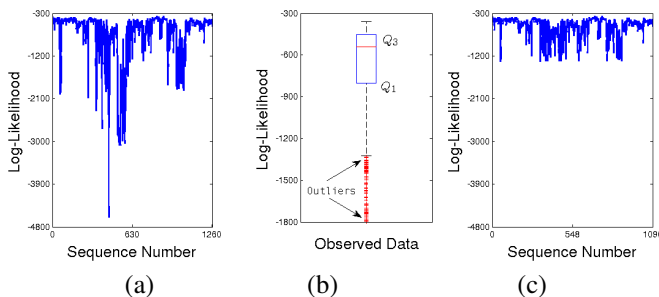 -300
-1200
-2100
-3000
-3900
-4800
0
630
1260
Log-Likelihood
Sequence Number
(a)
-300
-600
-900
-1200
-1500
-1800
Log-Likelihood
Q3
Q1
Outliers
Observed Data
(b)
-300
-1200
-2100
-3000
-3900
-4800
0
548
1096
Log-Likelihood
Sequence Number
(c)